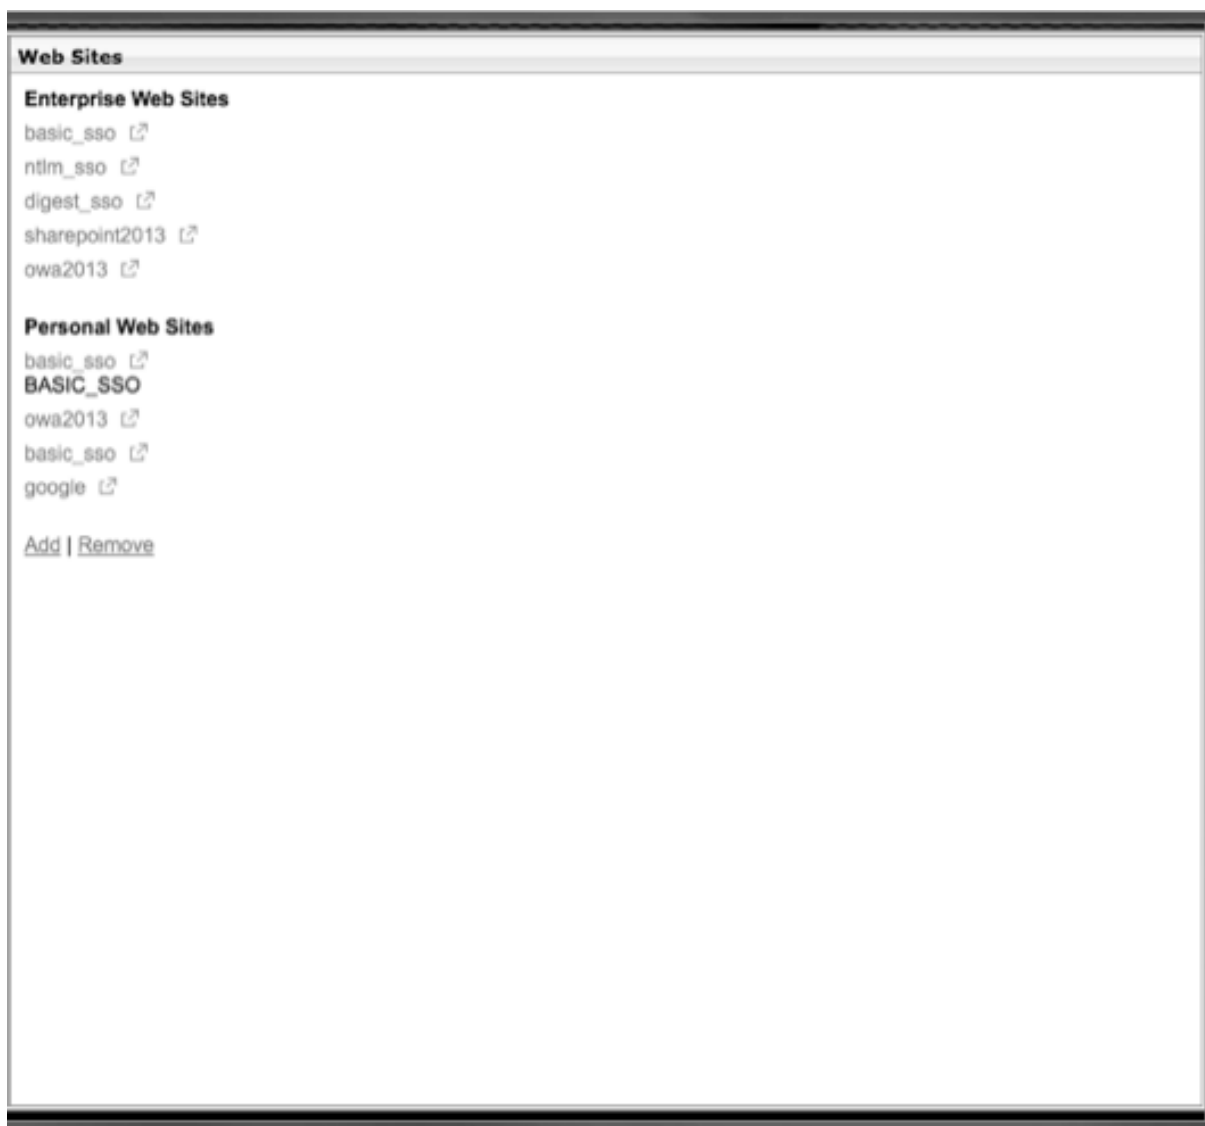 Web Sites
Enterprise Web Sites
basic_sso
ntlm_sso
digest_sso
sharepoint2013
owa2013
Personal Web Sites
basic_sso
BASIC_SSO
owa2013
basic_sso
google
Add | Remove